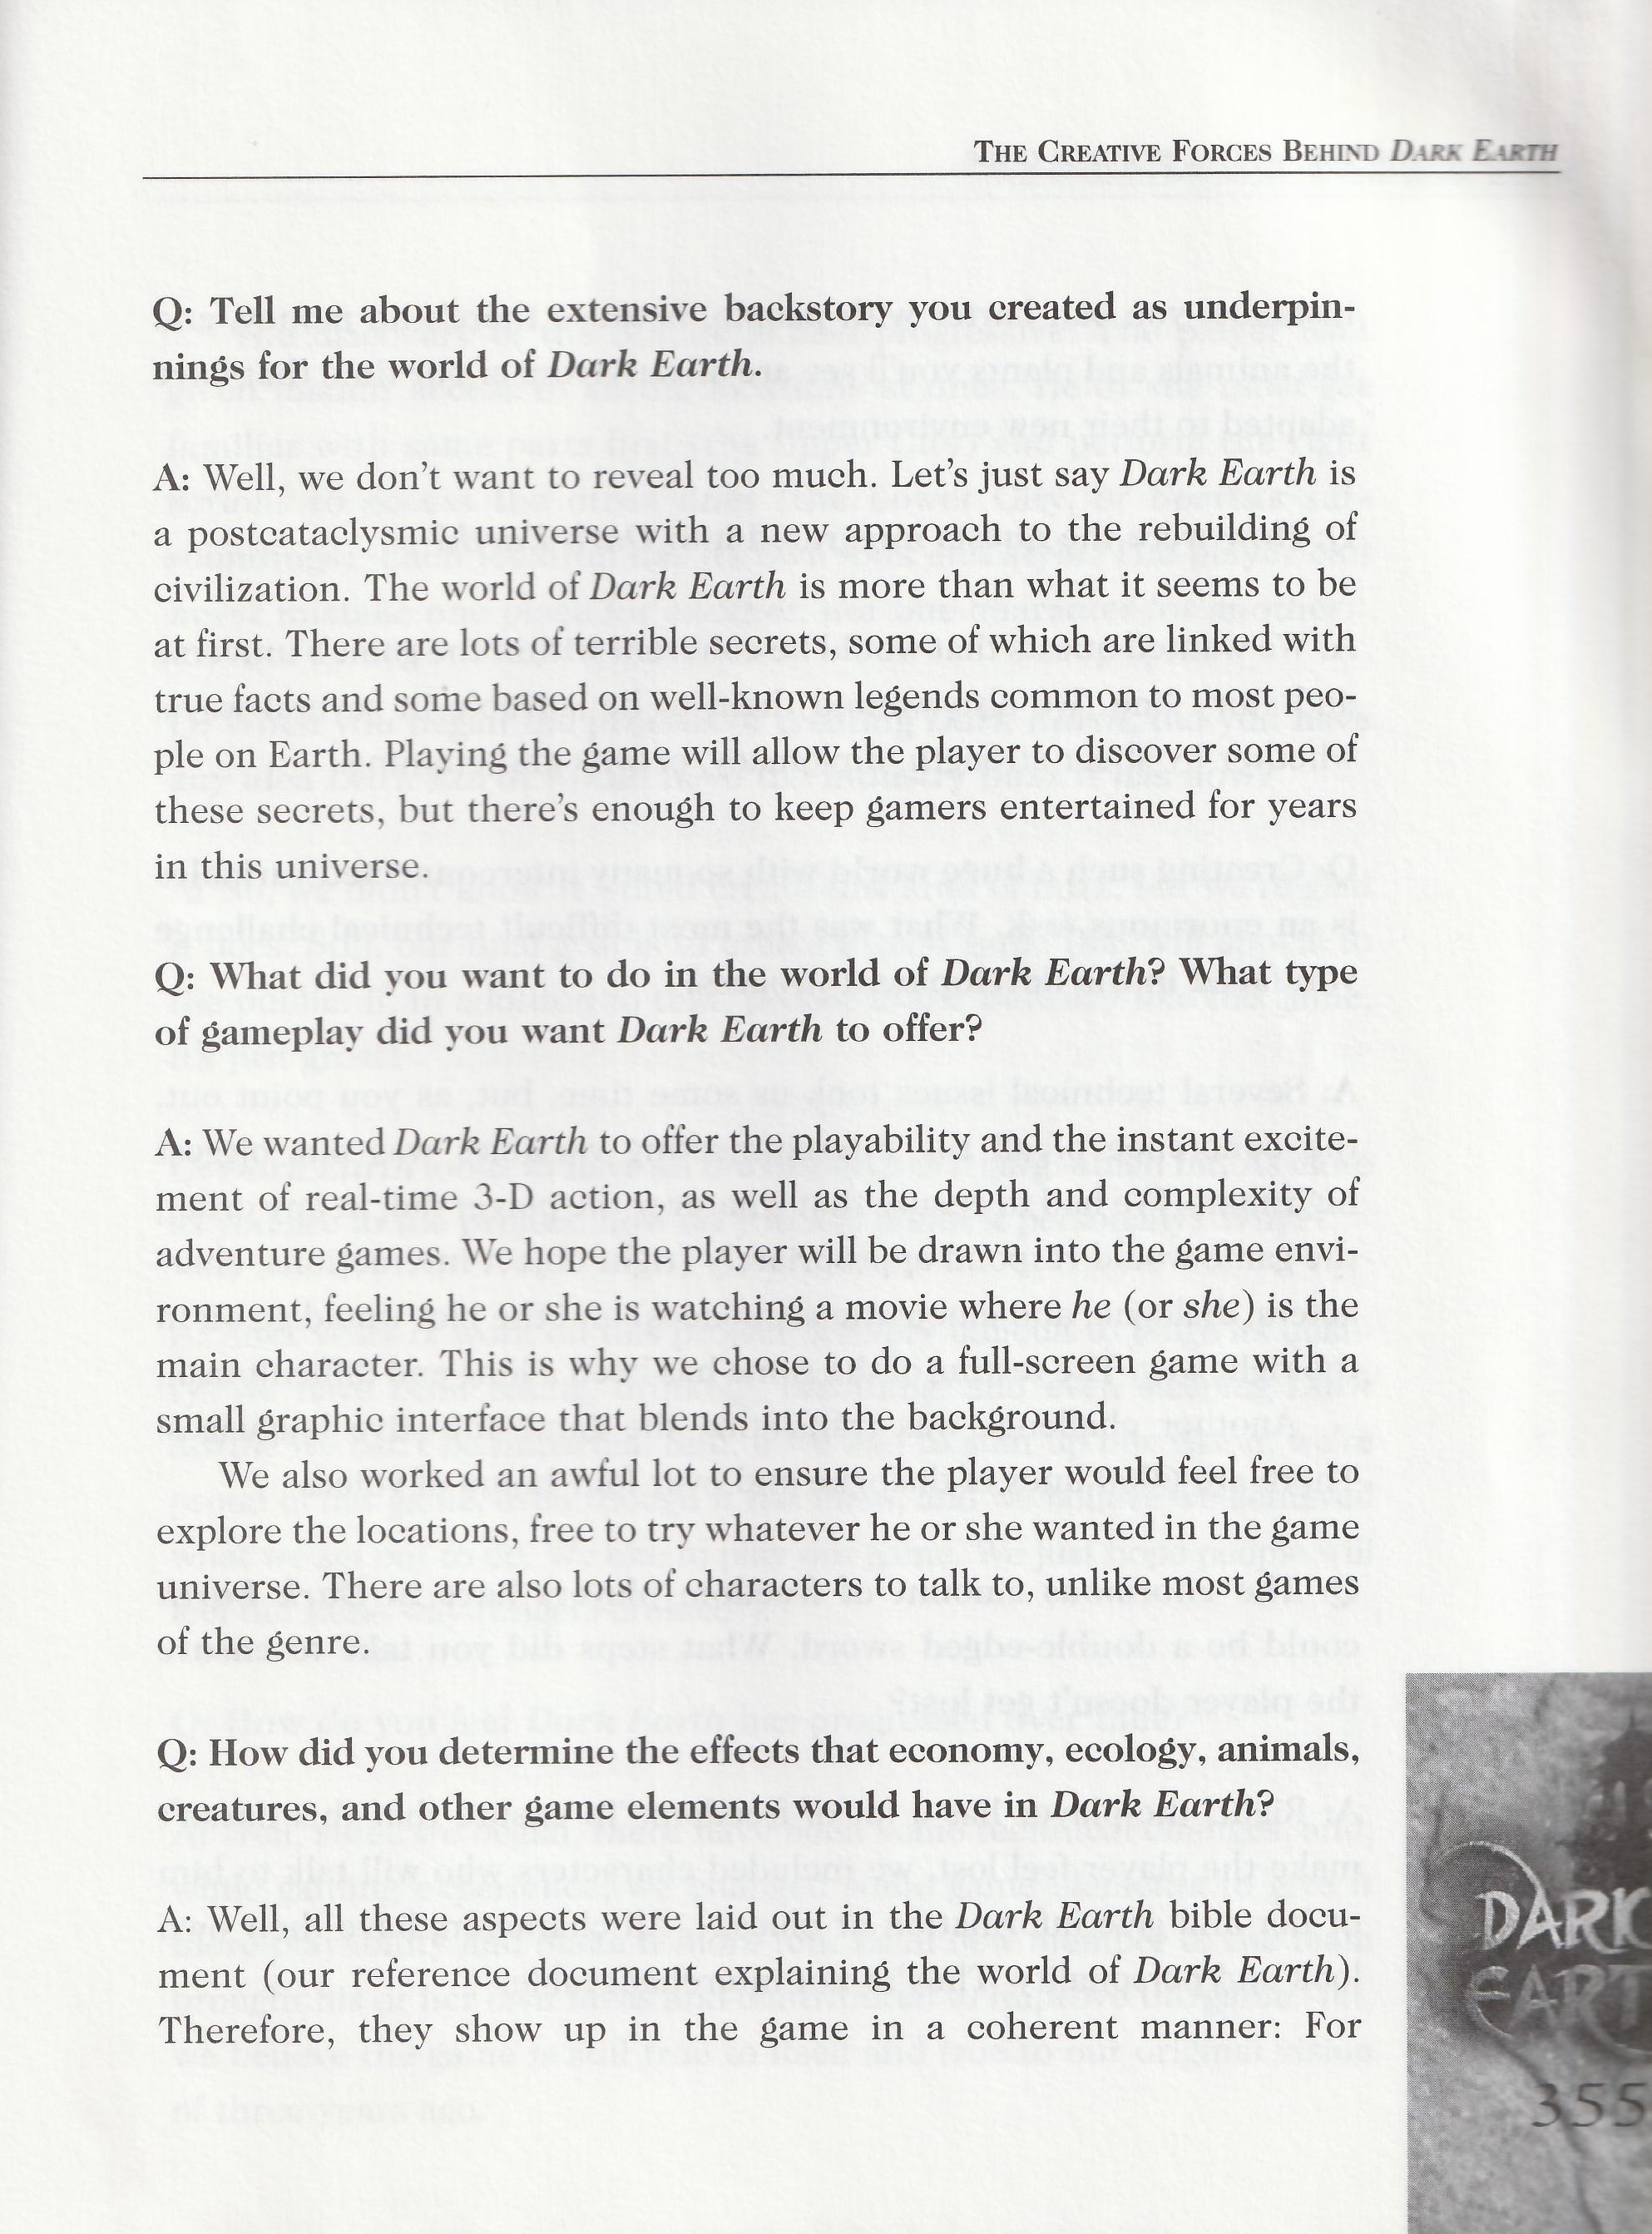 THE CREATIVE FORCES BEHIND DARK EARTH
Q: Tell me about the extensive backstory you created as underpin-
nings for the world of Dark Earth.
A: Well, we don't want to reveal too much. Let's just say Dark Earth is
a postcataclysmic universe with a new approach to the rebuilding of
civilization. The world of Dark Earth is more than what it seems to be
at first. There are lots of terrible secrets, some of which are linked with
true facts and some based on well-known legends common to most peo-
ple on Earth. Playing the game will allow the player to discover some of
these secrets, but there's enough to keep gamers entertained for years
in this universe.
Q: What did you want to do in the world of Dark Earth? What type
of gameplay did you want Dark Earth to offer?
A: We wanted Dark Earth to offer the playability and the instant excite-
ment of real-time 3-D action, as well as the depth and complexity of
adventure games. We hope the player will be drawn into the game envi-
ronment, feeling he or she is watching a movie where he (or she) is the
main character. This is why we chose to do a full-screen game with a
small graphic interface that blends into the background.
We also worked an awful lot to ensure the player would feel free to
explore the locations, free to try whatever he or she wanted in the game
universe. There are also lots of characters to talk to, unlike most games
of the genre.
Q: How did you determine the effects that economy, ecology, animals,
creatures, and other game elements would have in Dark Earth?
A: Well, all these aspects were laid out in the Dark Earth bible docu-
ment (our reference document explaining the world of Dark Earth).
Therefore, they show up in the game in a coherent manner: For
DARK
EART
355